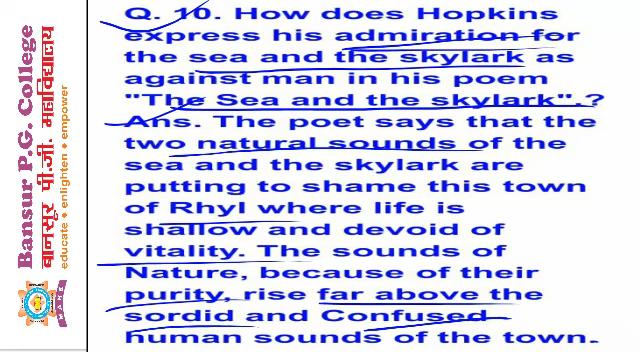 Bansur P.G. College
बानसूर पी.जी. महाविद्यालय
educate • enlighten • empower
Q. 10. How does Hopkins
express his admiration for
the sea and the skylark as
against man in his poem
"The Sea and the skylark".?
Ans. The poet says that the
two natural sounds of the
sea and the skylark are
putting to shame this town
of Rhyl where life is
shallow and devoid of
vitality. The sounds of
Nature, because of their
purity, rise far above the
sordid and Confused
human sounds of the town.